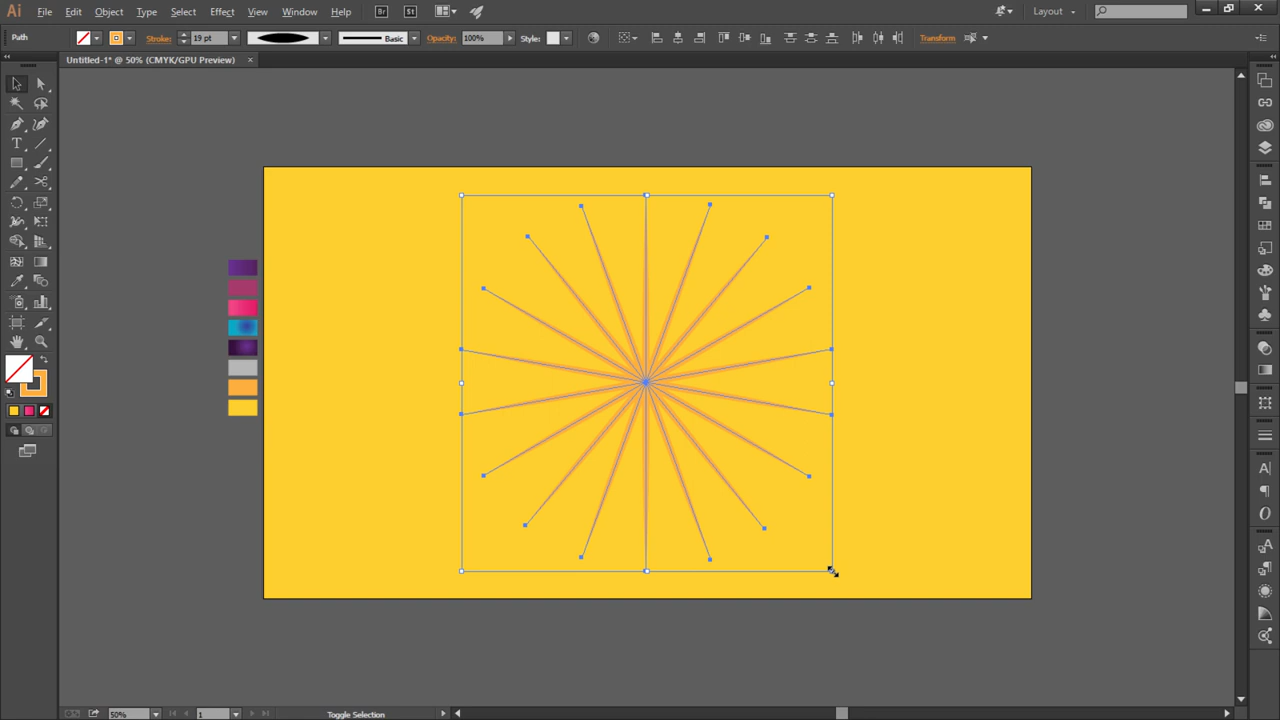 Ai File Edit Object Type Select Effect View Window Help Br St Layout
Path Stroke: 19 pt Basic Opacity: 100% Style: Transform
Untitled-1* @ 50% (CMYK/GPU Preview) ×
50% 1 Toggle Selection